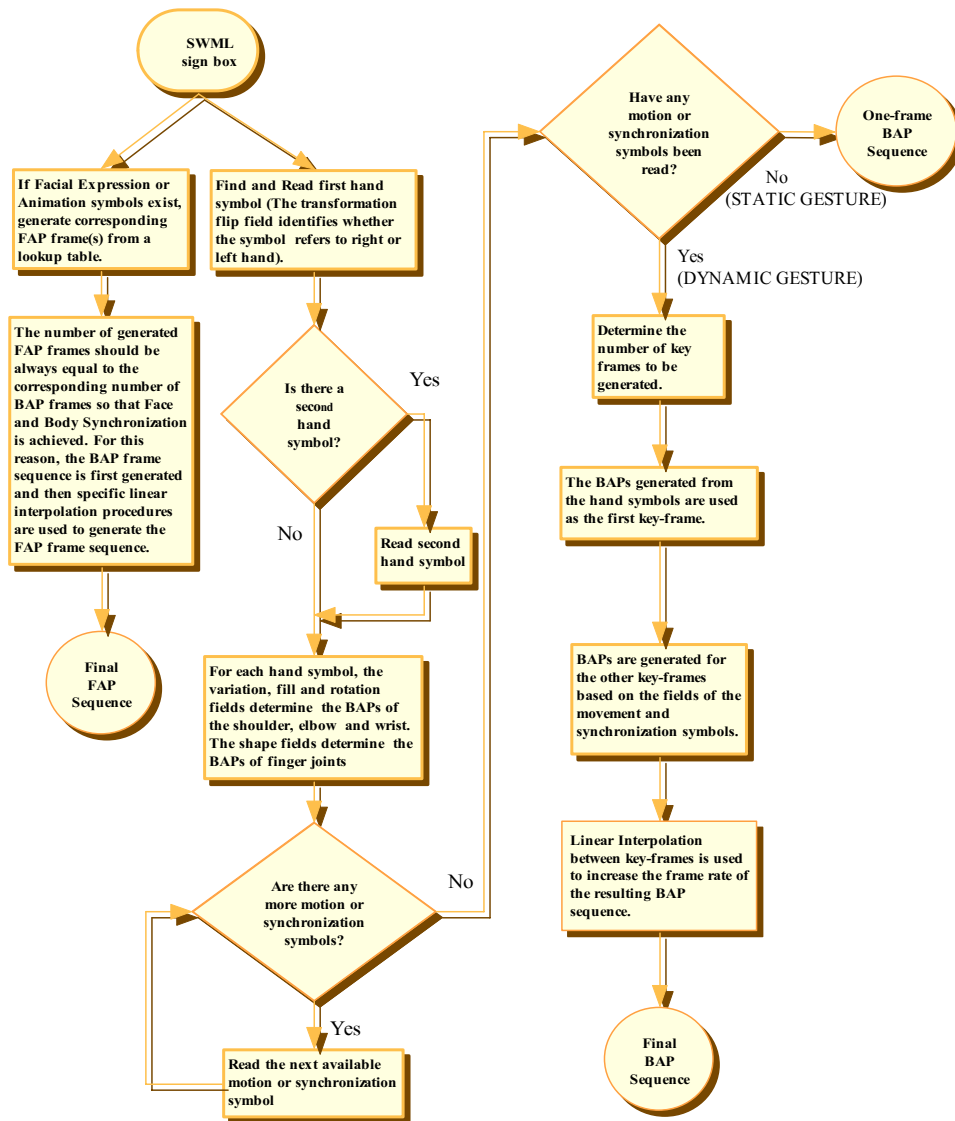 SWML
sign box
If Facial Expression or
Animation symbols exist,
generate corresponding
FAP frame(s) from a
lookup table.
The number of generated
FAP frames should be
always equal to the
corresponding number of
BAP frames so that Face
and Body Synchronization
is achieved. For this
reason, the BAP frame
sequence is first generated
and then specific linear
interpolation procedures
are used to generate the
FAP frame sequence.
Final
FAP
Sequence
Find and Read first hand
symbol (The transformation
flip field identifies whether
the symbol refers to right or
left hand).
Is there a
second
hand
symbol?
Yes
No
Read second
hand symbol
For each hand symbol, the
variation, fill and rotation
fields determine the BAPs of
the shoulder, elbow and wrist.
The shape fields determine the
BAPs of finger joints
Are there any
more motion or
synchronization
symbols?
No
Yes
Read the next available
motion or synchronization
symbol
Have any
motion or
synchronization
symbols been
read?
No
(STATIC GESTURE)
One-frame
BAP
Sequence
Yes
(DYNAMIC GESTURE)
Determine the
number of key
frames to be
generated.
The BAPs generated from
the hand symbols are used
as the first key-frame.
BAPs are generated for
the other key-frames
based on the fields of the
movement and
synchronization symbols.
Linear Interpolation
between key-frames is used
to increase the frame rate of
the resulting BAP
sequence.
Final
BAP
Sequence